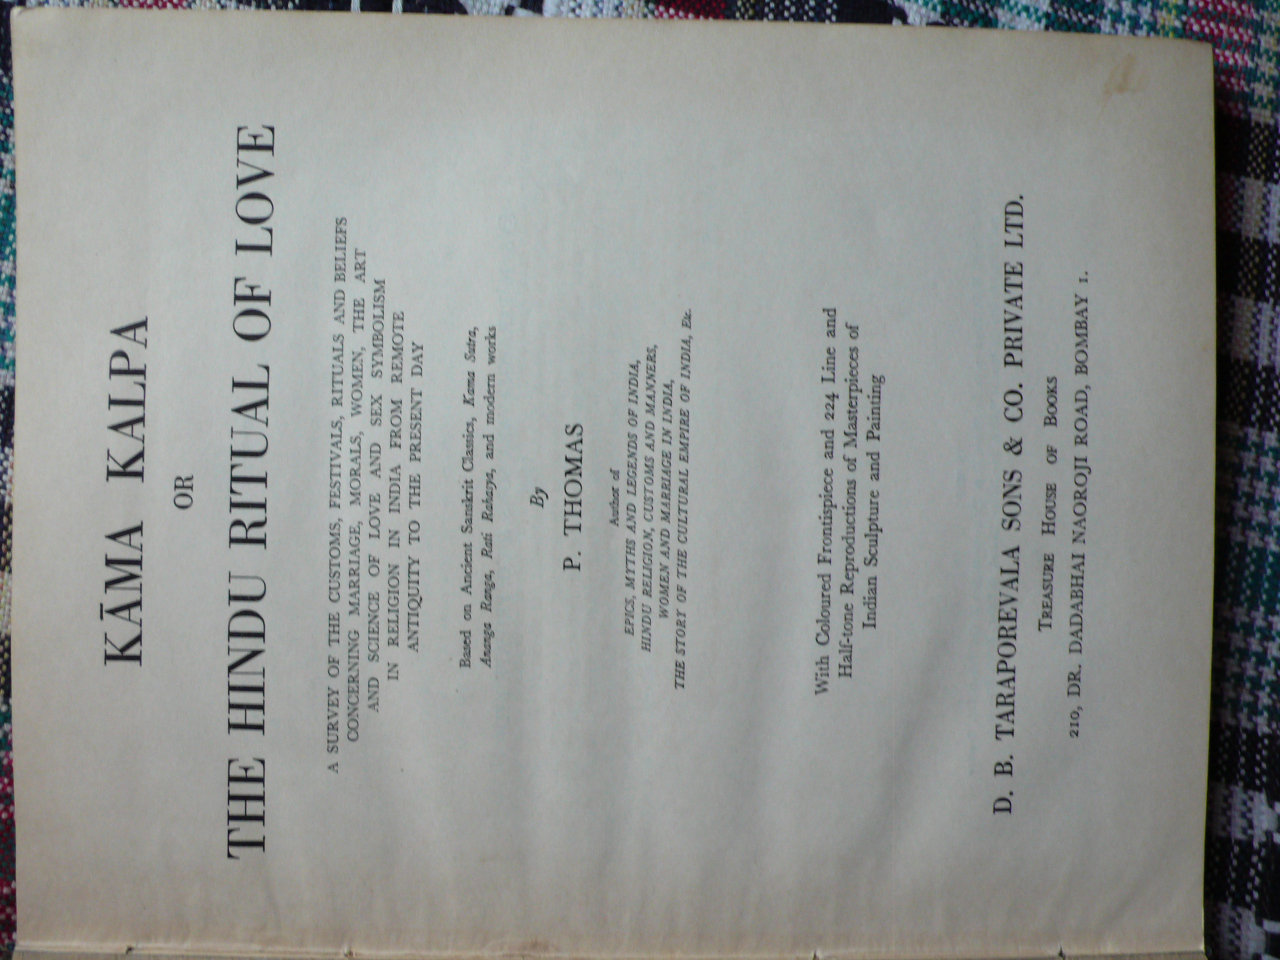 KĀMA KALPA
OR
THE HINDU RITUAL OF LOVE
A SURVEY OF THE CUSTOMS, FESTIVALS, RITUALS AND BELIEFS
CONCERNING MARRIAGE, MORALS, WOMEN, THE ART
AND SCIENCE OF LOVE AND SEX SYMBOLISM
IN RELIGION IN INDIA FROM REMOTE
ANTIQUITY TO THE PRESENT DAY
Based on Ancient Sanskrit Classics, Kama Sutra,
Ananga Ranga, Rati Rahasya, and modern works
By
P. THOMAS
Author of
EPICS, MYTHS AND LEGENDS OF INDIA,
HINDU RELIGION, CUSTOMS AND MANNERS,
WOMEN AND MARRIAGE IN INDIA,
THE STORY OF THE CULTURAL EMPIRE OF INDIA, Etc.
With Coloured Frontispiece and 224 Line and
Half-tone Reproductions of Masterpieces of
Indian Sculpture and Painting
D. B. TARAPOREVALA SONS & CO. PRIVATE LTD.
TREASURE HOUSE OF BOOKS
210, DR. DADABHAI NAOROJI ROAD, BOMBAY 1.